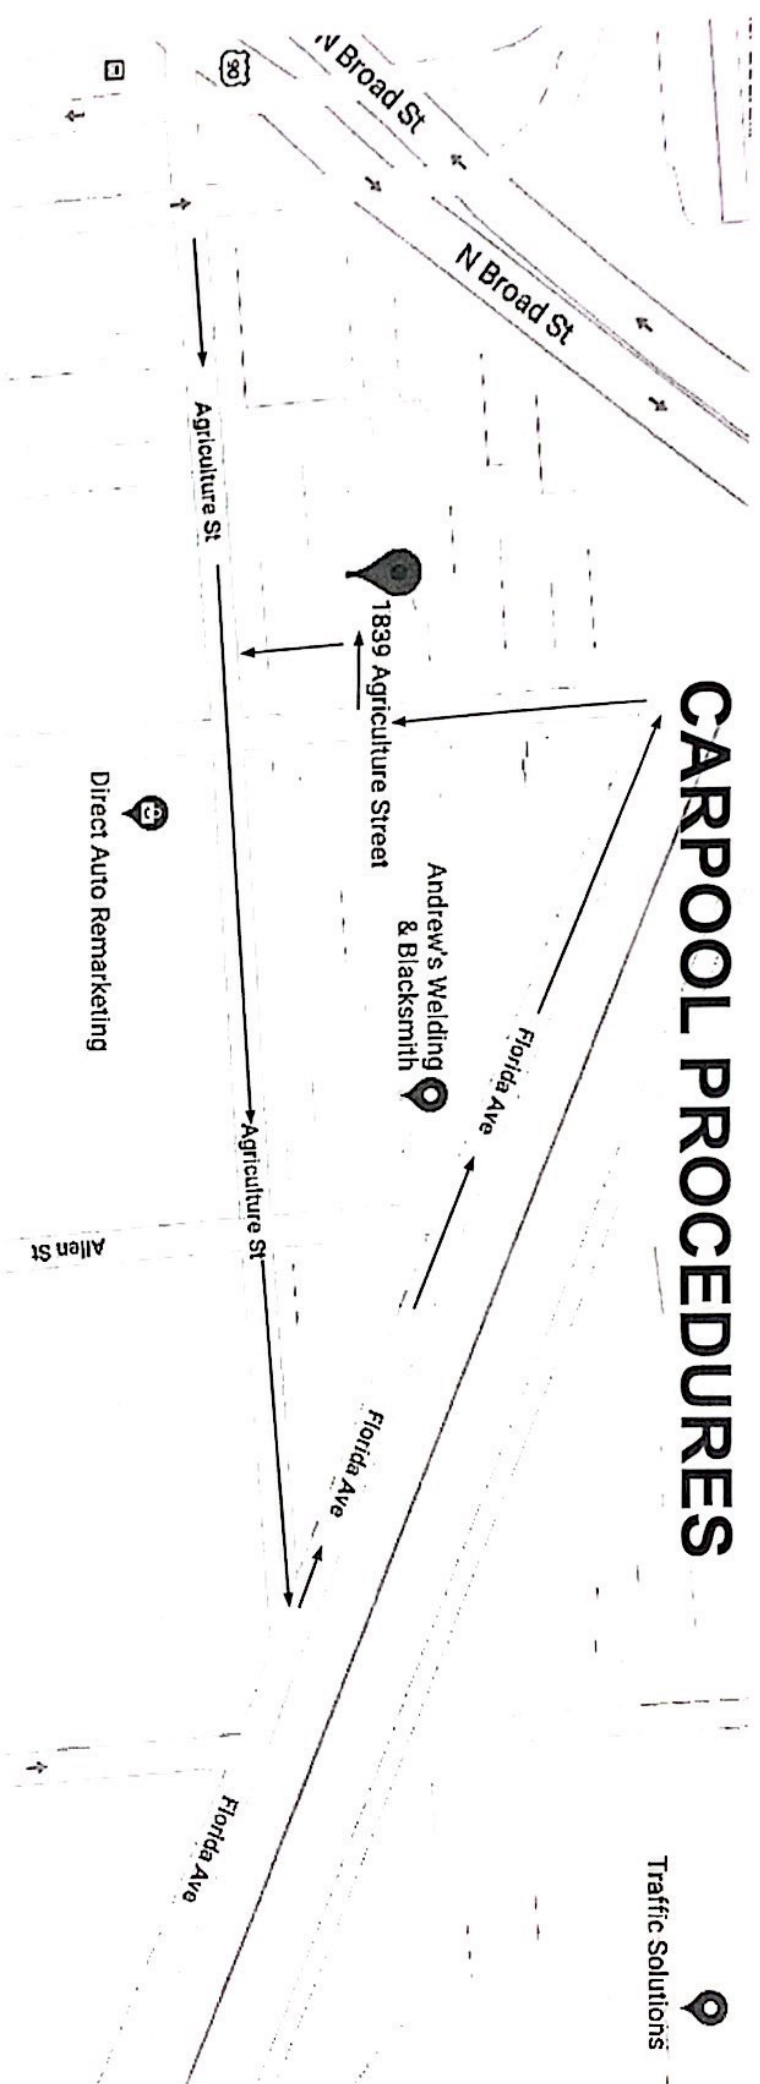 CARPOOL PROCEDURES
N Broad St
N Broad St
90
Agriculture St
1839 Agriculture Street
Andrew's Welding
& Blacksmith
Florida Ave
Direct Auto Remarketing
Agriculture St
Allen St
Florida Ave
Florida Ave
Traffic Solutions